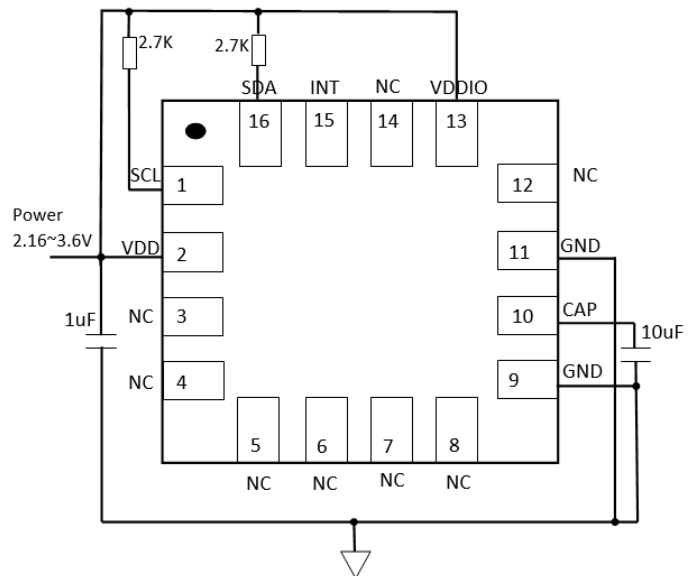 2.7K
2.7K
SDA INT NC VDDIO
16 15 14 13
SCL
1
12 NC
Power
2.16~3.6V
VDD
2
11 GND
1uF
NC 3
10 CAP
10uF
NC 4
9 GND
5 6 7 8
NC NC NC NC